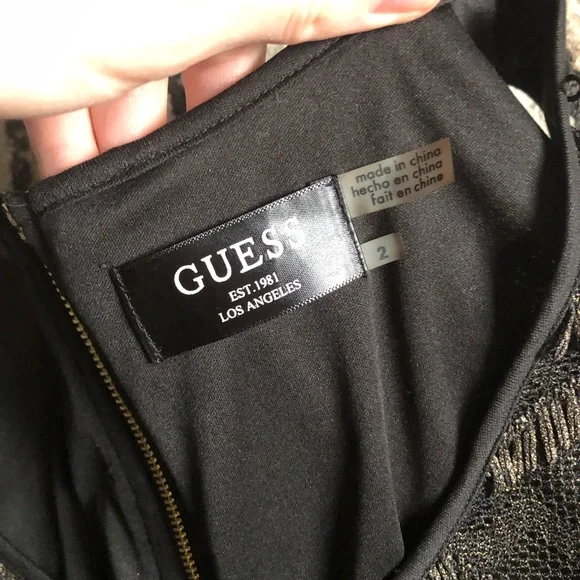 GUESS
EST.1981
LOS ANGELES
made in china
hecho en china
fait en chine
2